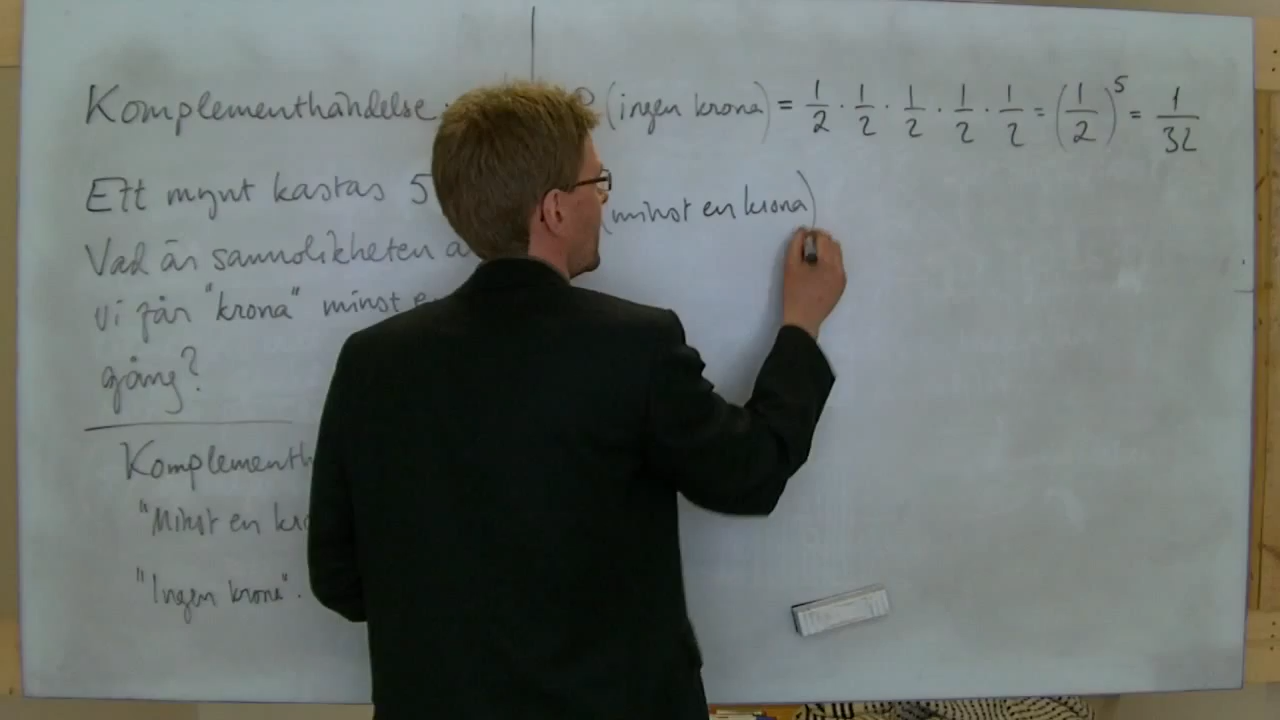 Komplementhändelse
Ett mynt kastas 5
Vad är sannolikheten a
vi får "krona" minst e
gång?
Komplementh
"Minst en kro
"Ingen krona".
P(ingen krona) = 1/2 · 1/2 · 1/2 · 1/2 · 1/2 = (1/2)^5 = 1/32
(minst en krona)